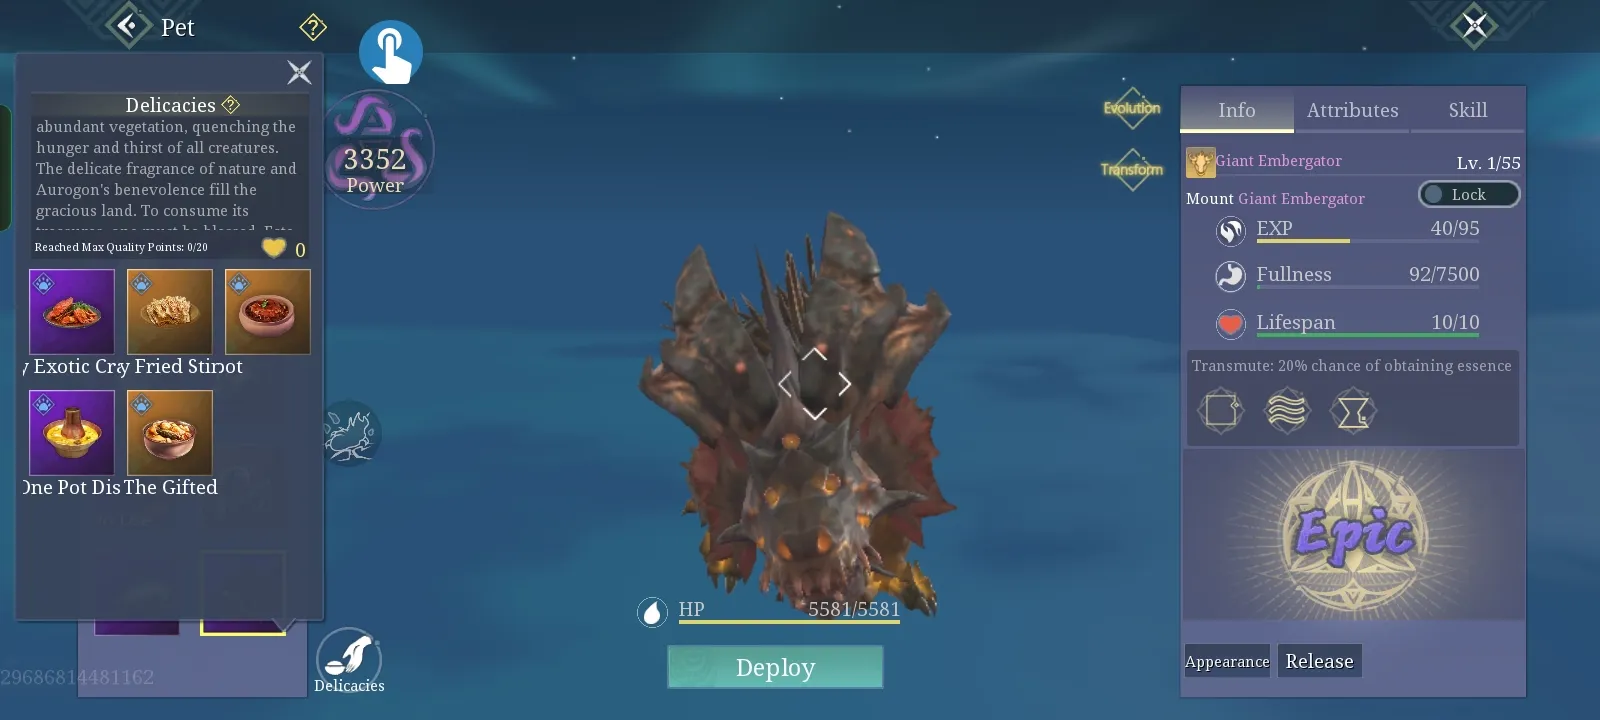 Pet
Delicacies
abundant vegetation, quenching the
hunger and thirst of all creatures.
The delicate fragrance of nature and
Aurogon's benevolence fill the
gracious land. To consume its
Reached Max Quality Points: 0/20
0
Exotic
Fried
One Pot Dis
The Gifted
29686814481162
3352
Power
Delicacies
HP
5581/5581
Deploy
Evolution
Transform
Info
Attributes
Skill
Giant Embergator
Lv. 1/55
Mount Giant Embergator
Lock
EXP
40/95
Fullness
92/7500
Lifespan
10/10
Transmute: 20% chance of obtaining essence
Epic
Appearance
Release